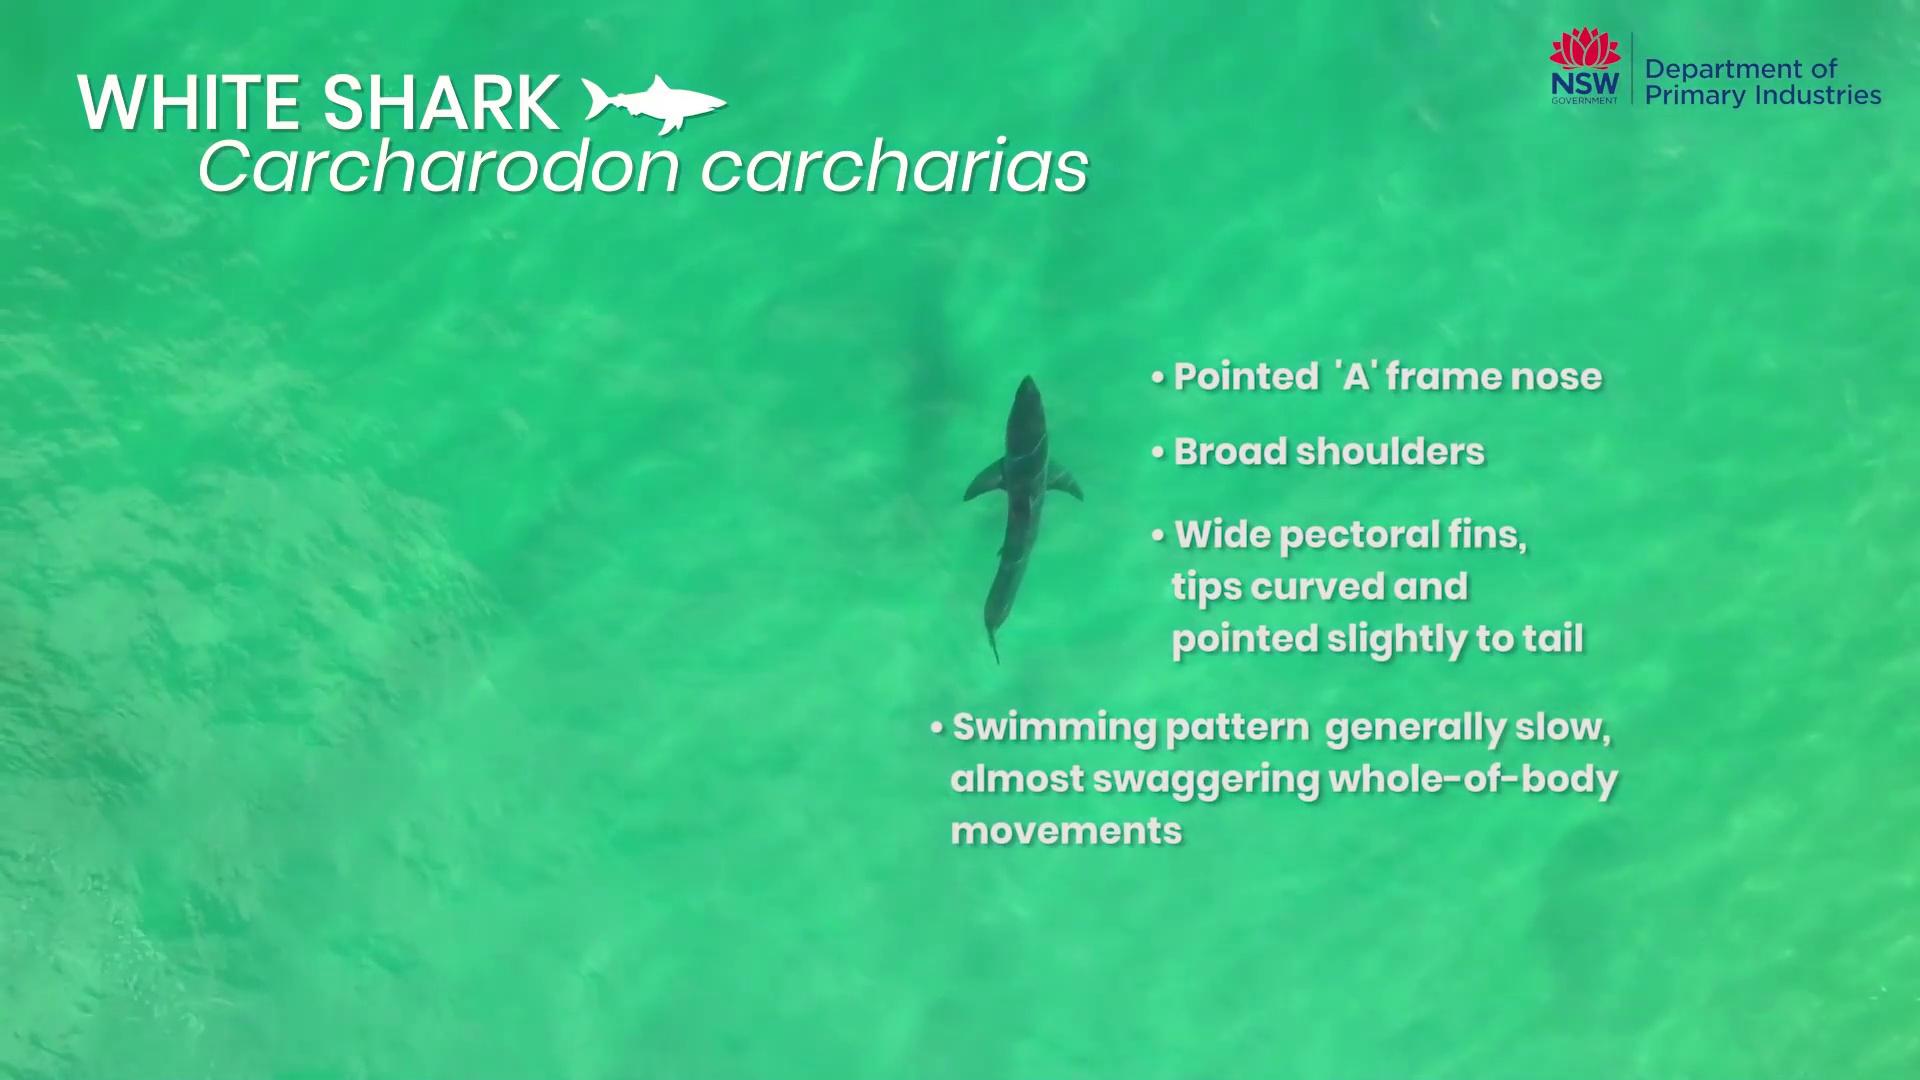 WHITE SHARK
Carcharodon carcharias
NSW
GOVERNMENT
Department of
Primary Industries
• Pointed 'A' frame nose
• Broad shoulders
• Wide pectoral fins,
tips curved and
pointed slightly to tail
• Swimming pattern generally slow,
almost swaggering whole-of-body
movements